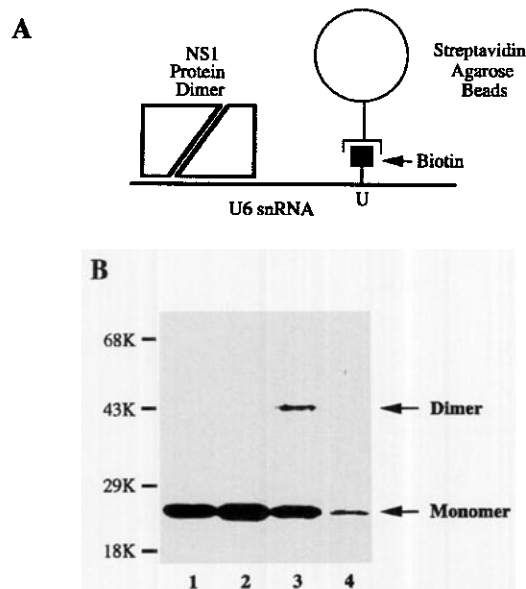 A
NS1
Protein
Dimer
Streptavidin
Agarose
Beads
Biotin
U6 snRNA
U
B
68K
43K
Dimer
29K
Monomer
18K
1 2 3 4